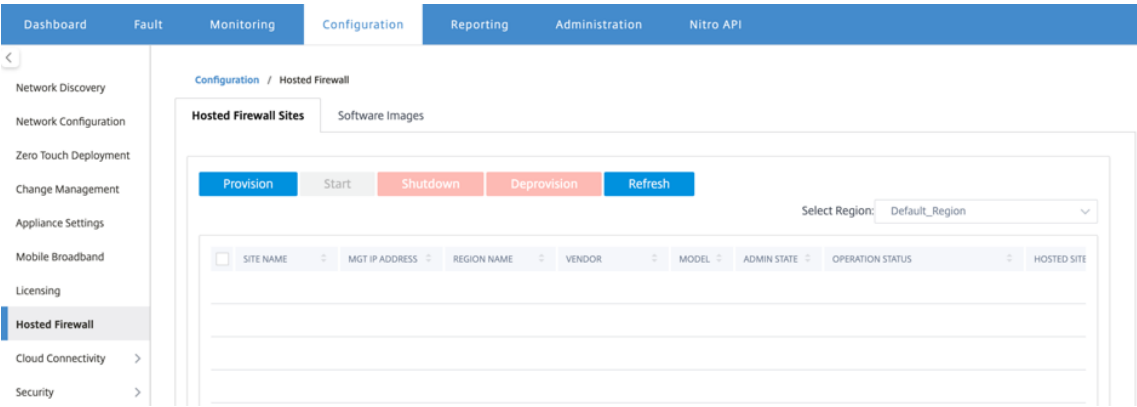 Dashboard Fault Monitoring Configuration Reporting Administration Nitro API
Configuration / Hosted Firewall
Network Discovery
Network Configuration
Zero Touch Deployment
Change Management
Appliance Settings
Mobile Broadband
Licensing
Hosted Firewall
Cloud Connectivity
Security
Hosted Firewall Sites Software Images
Provision Start Shutdown Deprovision Refresh
Select Region: Default_Region
SITE NAME MGT IP ADDRESS REGION NAME VENDOR MODEL ADMIN STATE OPERATION STATUS HOSTED SITE